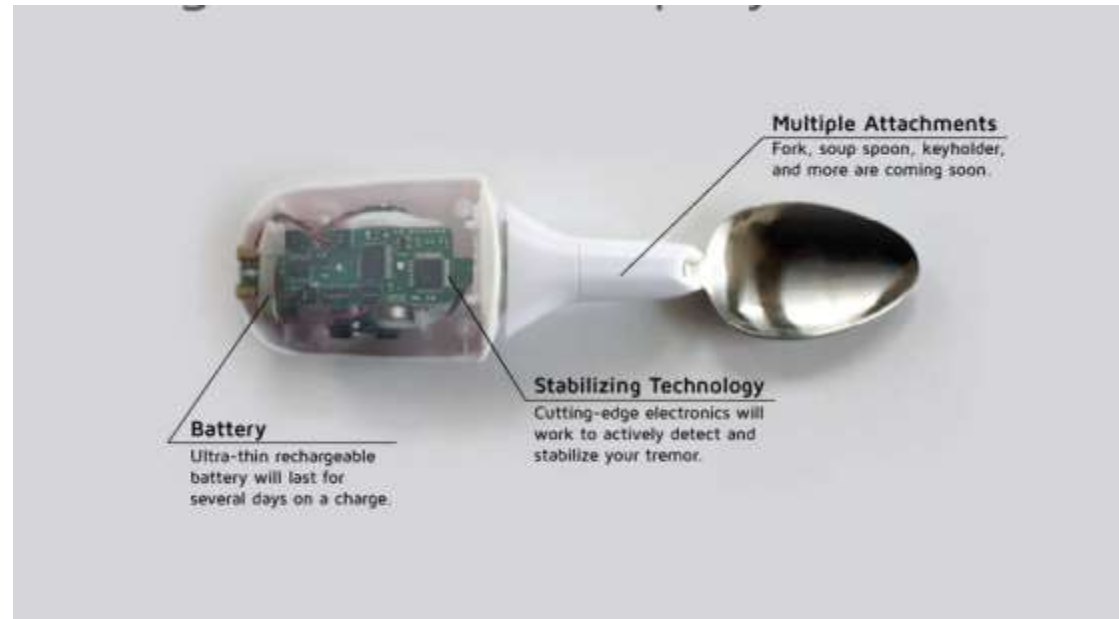 Multiple Attachments
Fork, soup spoon, keyholder,
and more are coming soon.
Stabilizing Technology
Cutting-edge electronics will
work to actively detect and
stabilize your tremor.
Battery
Ultra-thin rechargeable
battery will last for
several days on a charge.